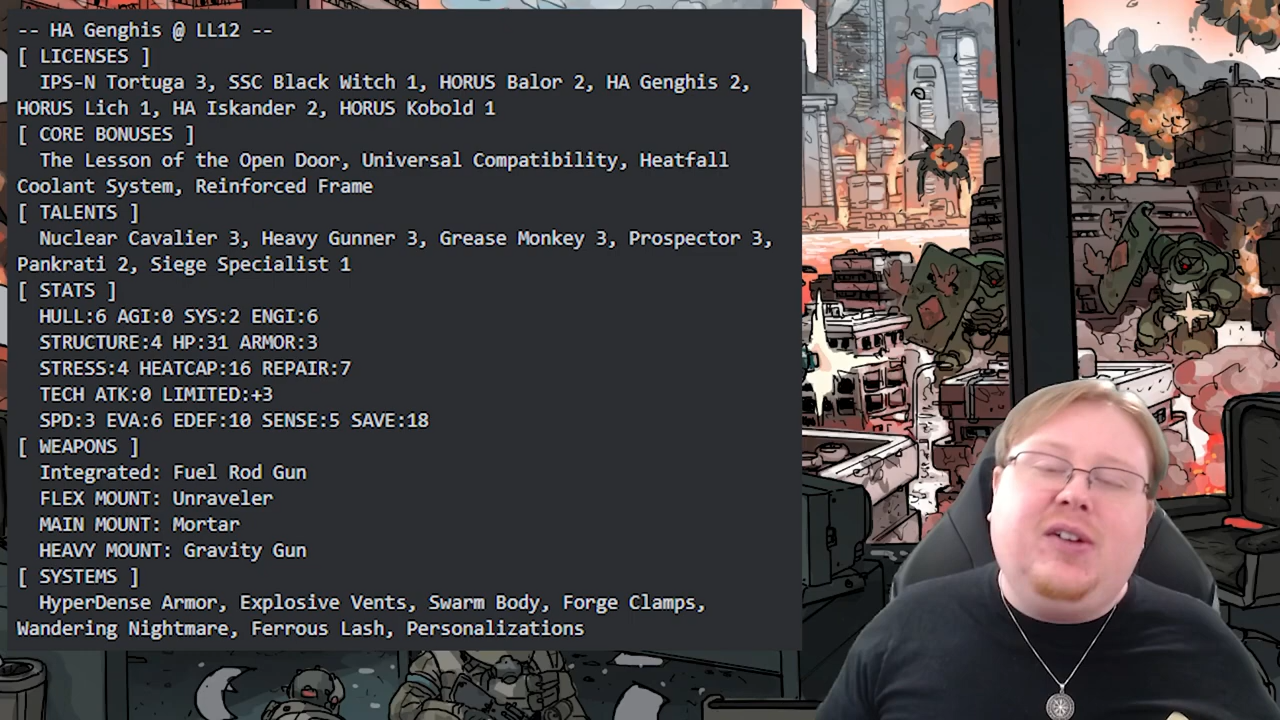 -- HA Genghis @ LL12 --
[ LICENSES ]
IPS-N Tortuga 3, SSC Black Witch 1, HORUS Balor 2, HA Genghis 2,
HORUS Lich 1, HA Iskander 2, HORUS Kobold 1
[ CORE BONUSES ]
The Lesson of the Open Door, Universal Compatibility, Heatfall
Coolant System, Reinforced Frame
[ TALENTS ]
Nuclear Cavalier 3, Heavy Gunner 3, Grease Monkey 3, Prospector 3,
Pankrati 2, Siege Specialist 1
[ STATS ]
HULL:6 AGI:0 SYS:2 ENGI:6
STRUCTURE:4 HP:31 ARMOR:3
STRESS:4 HEATCAP:16 REPAIR:7
TECH ATK:0 LIMITED:+3
SPD:3 EVA:6 EDEF:10 SENSE:5 SAVE:18
[ WEAPONS ]
Integrated: Fuel Rod Gun
FLEX MOUNT: Unraveler
MAIN MOUNT: Mortar
HEAVY MOUNT: Gravity Gun
[ SYSTEMS ]
HyperDense Armor, Explosive Vents, Swarm Body, Forge Clamps,
Wandering Nightmare, Ferrous Lash, Personalizations